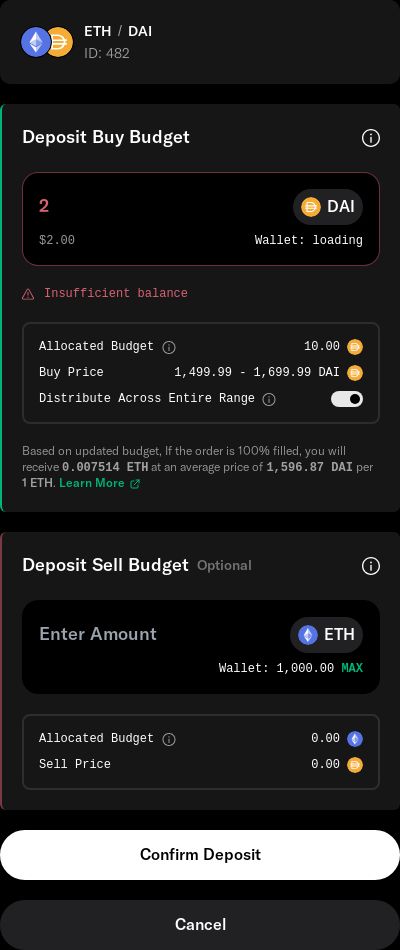 ETH / DAI
ID: 482
Deposit Buy Budget
2
DAI
$2.00
Wallet: loading
Insufficient balance
Allocated Budget
10.00
Buy Price
1,499.99 - 1,699.99 DAI
Distribute Across Entire Range
Based on updated budget, If the order is 100% filled, you will
receive 0.007514 ETH at an average price of 1,596.87 DAI per
1 ETH. Learn More
Deposit Sell Budget Optional
Enter Amount
ETH
Wallet: 1,000.00 MAX
Allocated Budget
0.00
Sell Price
0.00
Confirm Deposit
Cancel